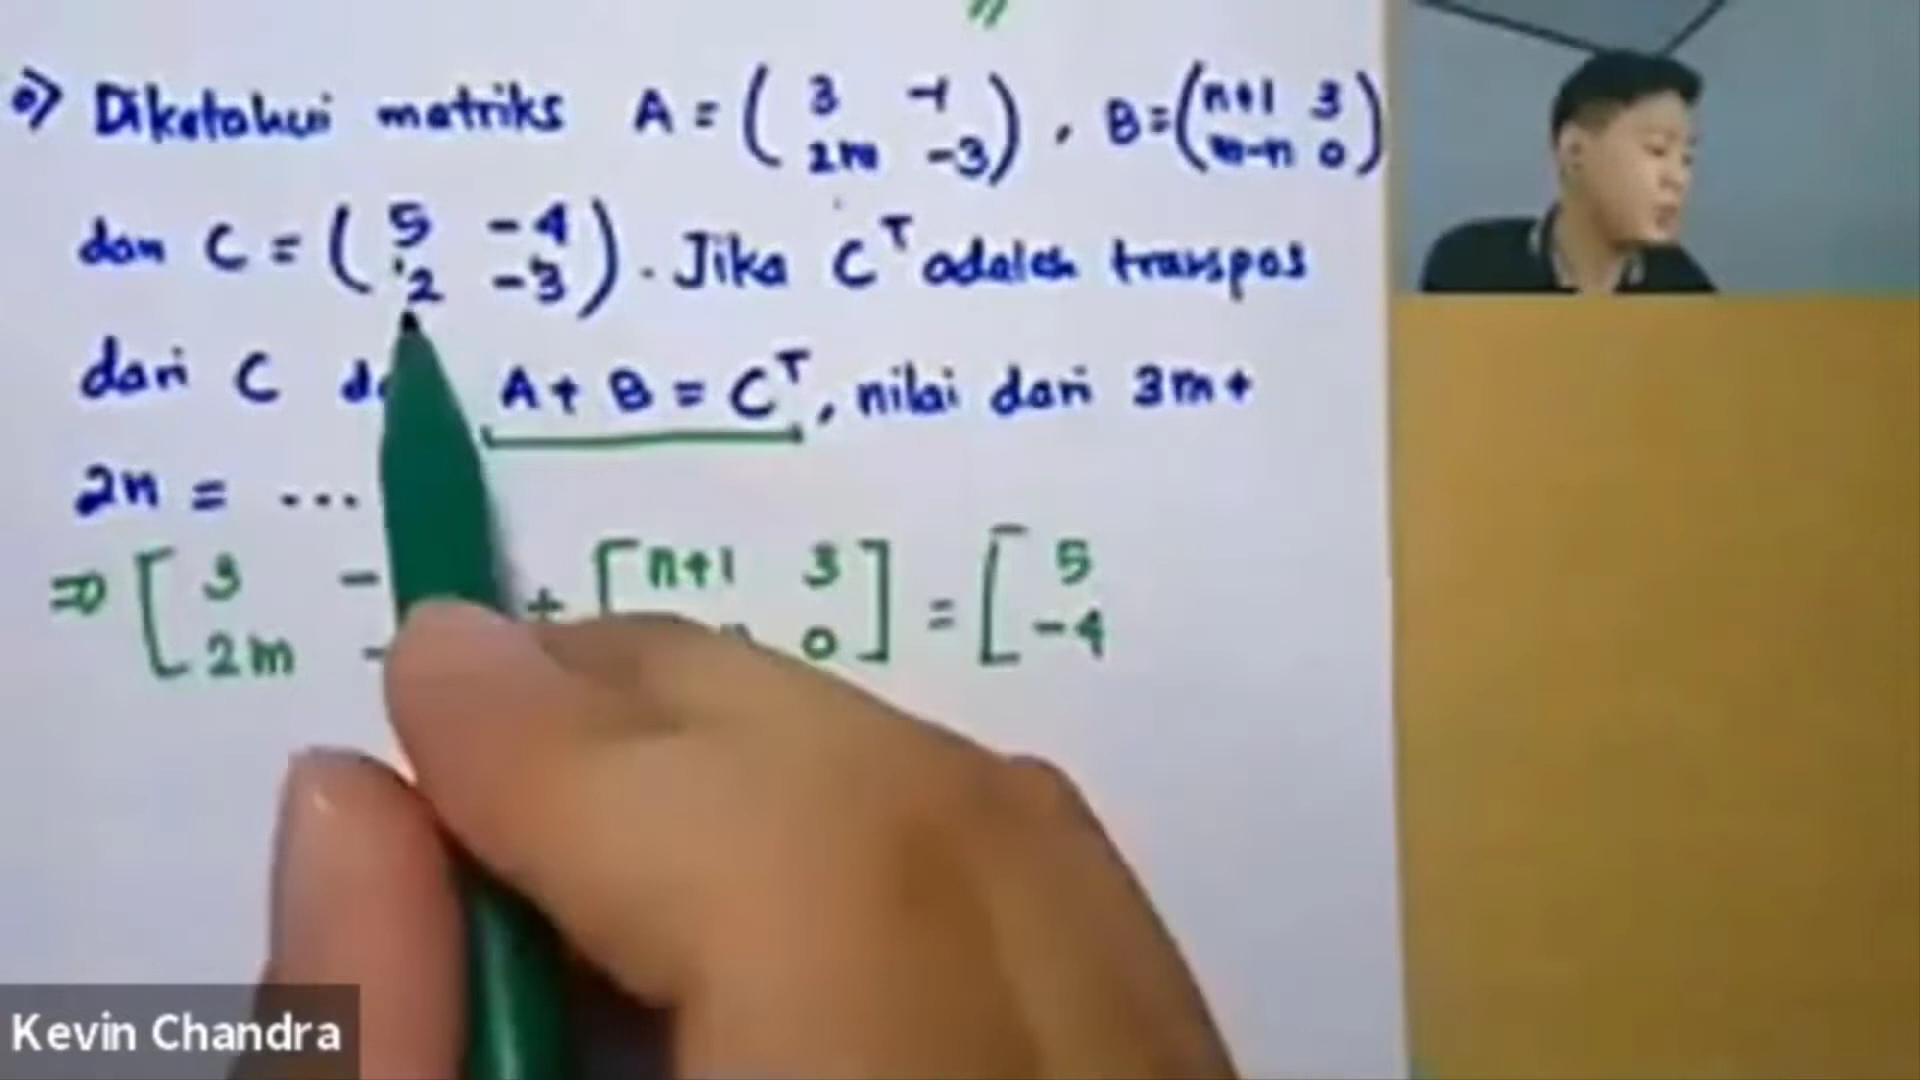 •) Diketahui matriks A = ( 3 -1 2m -3 ) , B = ( n+1 3 m-n 0 )
dan C = ( 5 -4 2 -3 ) . Jika C^T adalah transpos
dari C A + B = C^T , nilai dari 3m+
2n = ...
⇒ [ 3 - 2m - + [ n+1 3 0 ] = [ 5 -4
Kevin Chandra